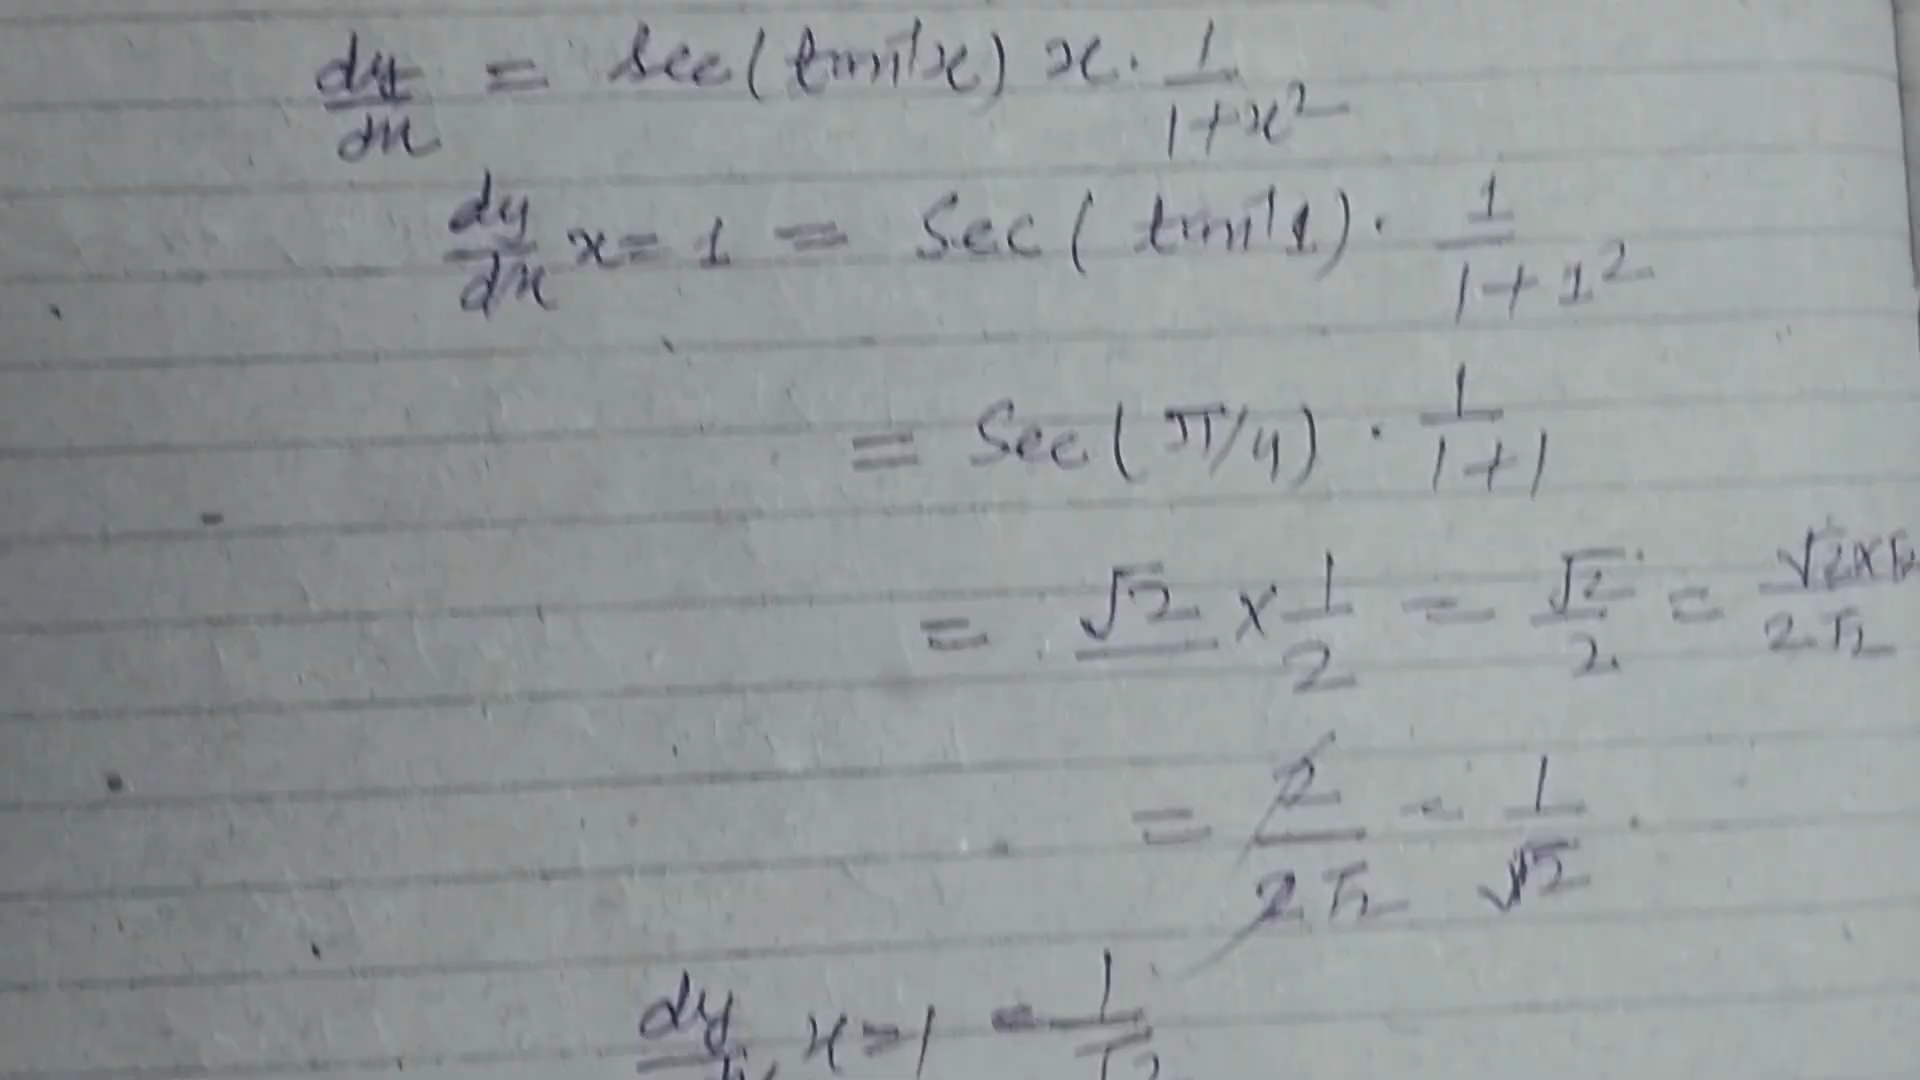 dy/dx = sec(tan⁻¹x) x · 1/(1+x²)
dy/dx x=1 = Sec(tan⁻¹1) · 1/(1+1²)
= Sec(π/4) · 1/(1+1)
= √2 × 1/2 = √2/2 = √2×√2/2√2
= 2/2√2 = 1/√2 .
dy/dx x=1 = 1/√2